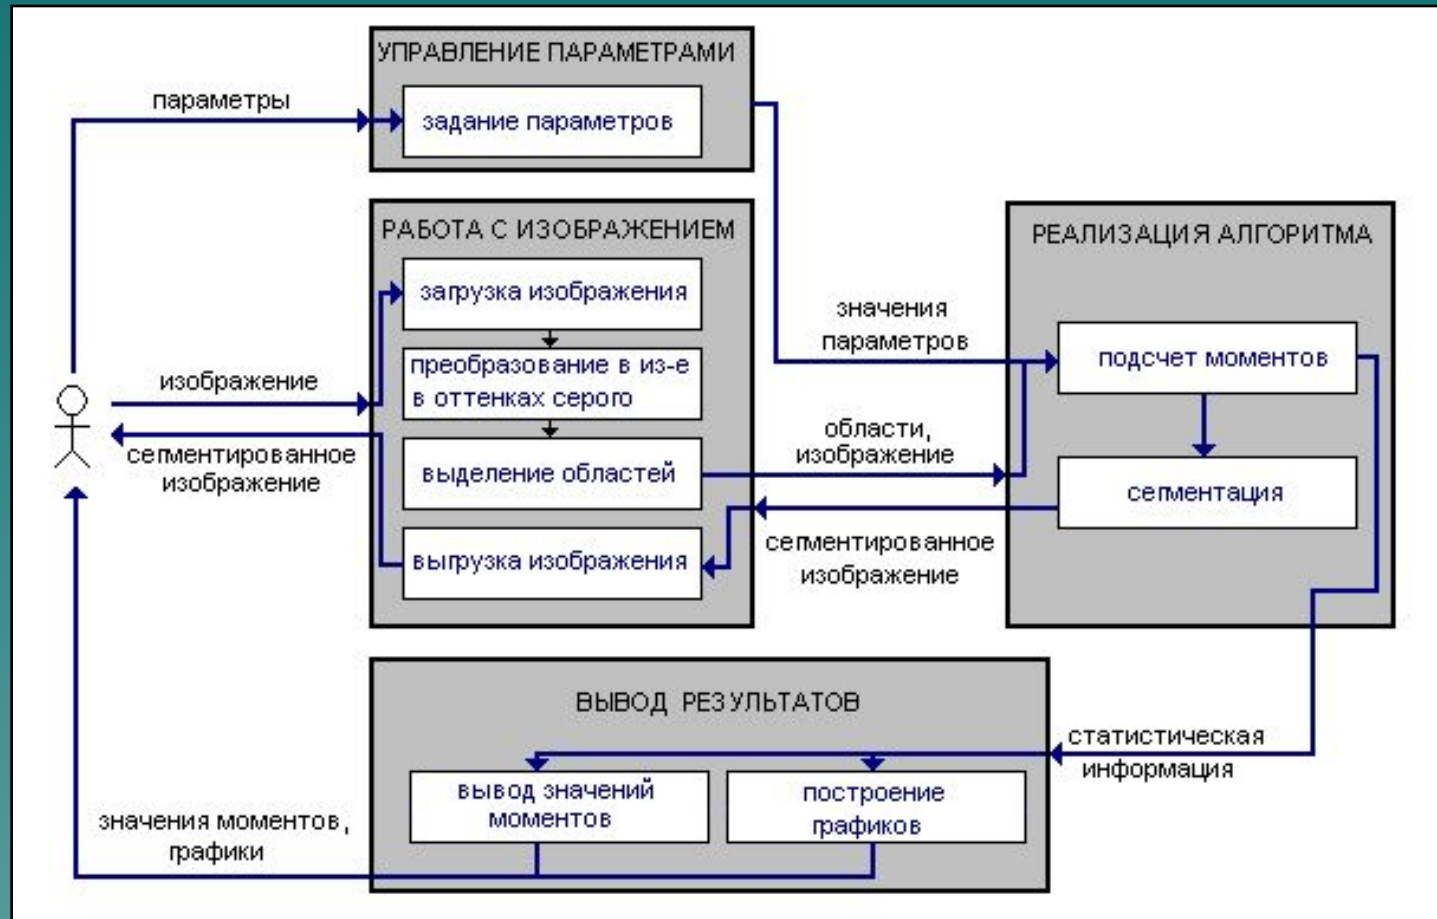 УПРАВЛЕНИЕ ПАРАМЕТРАМИ
параметры
задание параметров
РАБОТА С ИЗОБРАЖЕНИЕМ
РЕАЛИЗАЦИЯ АЛГОРИТМА
загрузка изображения
значения
параметров
подсчет моментов
преобразование в из-е
в оттенках серого
изображение
области,
изображение
сегментированное
изображение
выделение областей
сегментация
выгрузка изображения
сегментированное
изображение
ВЫВОД РЕЗУЛЬТАТОВ
статистическая
информация
вывод значений
моментов
построение
графиков
значения моментов,
графики